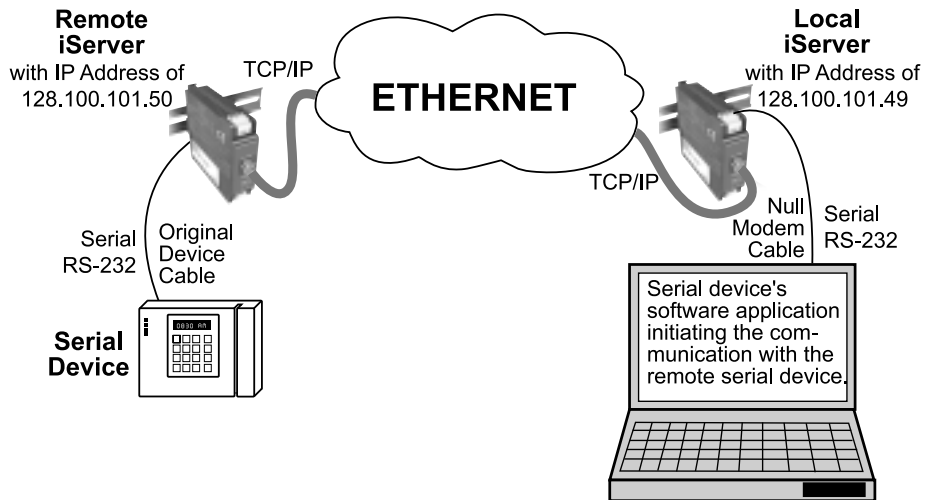 Remote
iServer
with IP Address of
128.100.101.50
TCP/IP
ETHERNET
Local
iServer
with IP Address of
128.100.101.49
TCP/IP
Null
Modem
Cable
Serial
RS-232
Serial
RS-232
Original
Device
Cable
Serial
Device
0830 AM
Serial device's
software application
initiating the com-
munication with the
remote serial device.